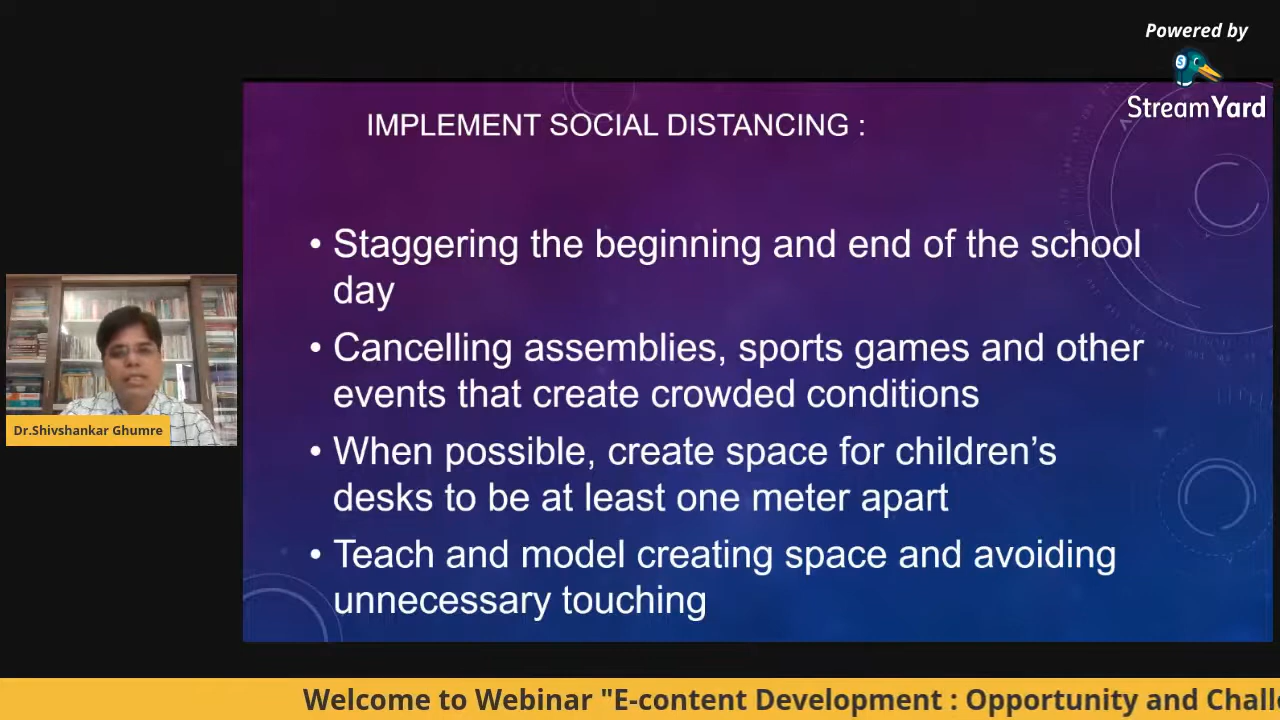 Powered by
StreamYard
IMPLEMENT SOCIAL DISTANCING :
• Staggering the beginning and end of the school
day
• Cancelling assemblies, sports games and other
events that create crowded conditions
• When possible, create space for children’s
desks to be at least one meter apart
• Teach and model creating space and avoiding
unnecessary touching
Dr.Shivshankar Ghumre
Welcome to Webinar "E-content Development : Opportunity and Chall